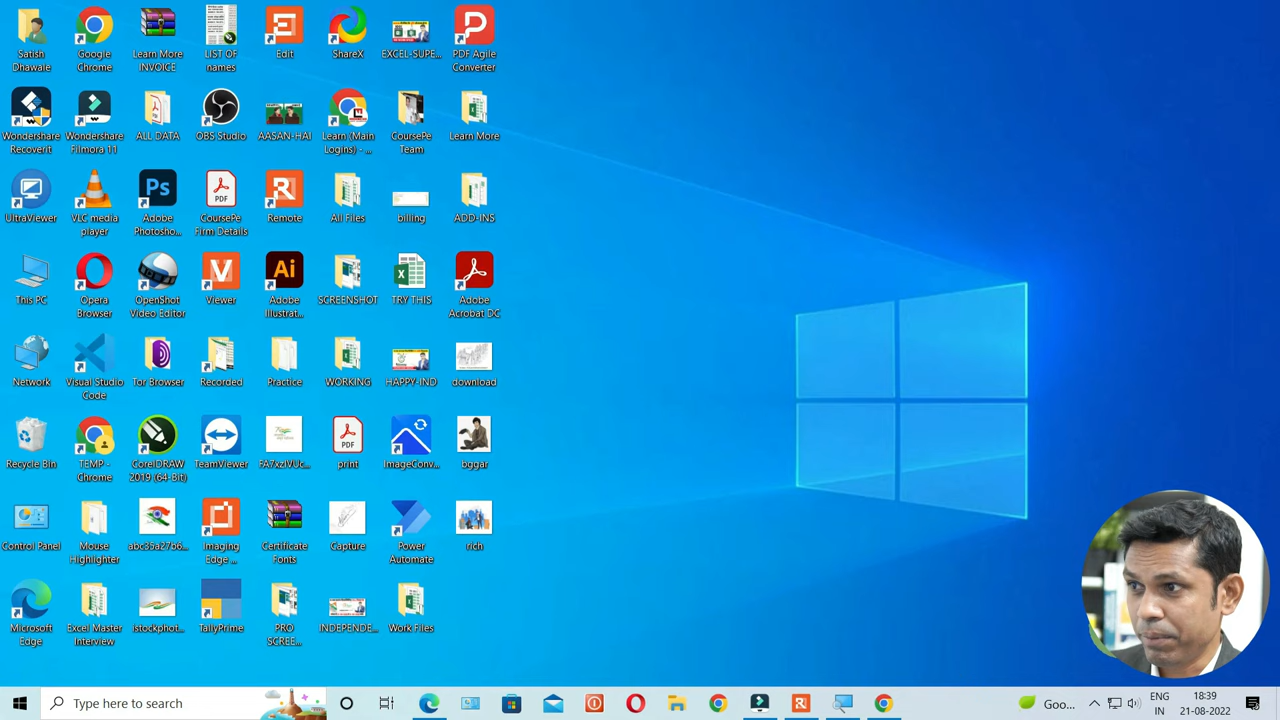 Satish
Dhawale
Google
Chrome
Learn More
INVOICE
LIST OF
names
Edit
ShareX
EXCEL-SUPE...
PDF Agile
Converter
Wondershare
Recoverit
Wondershare
Filmora 11
ALL DATA
OBS Studio
AASAN-HAI
Learn (Main
Logins) - ...
CoursePe
Team
Learn More
UltraViewer
VLC media
player
Adobe
Photosho...
CoursePe
Firm Details
Remote
All Files
billing
ADD-INS
This PC
Opera
Browser
OpenShot
Video Editor
Viewer
Adobe
Illustrat...
SCREENSHOT
TRY THIS
Adobe
Acrobat DC
Network
Visual Studio
Code
Tor Browser
Recorded
Practice
WORKING
HAPPY-IND
download
Recycle Bin
TEMP -
Chrome
CorelDRAW
2019 (64-Bit)
TeamViewer
print
ImageConv...
bggar
Control Panel
Mouse
Highlighter
Imaging
Edge ...
Certificate
Fonts
Capture
Power
Automate
rich
Microsoft
Edge
Excel Master
Interview
istockphot...
TallyPrime
PRO
SCREE...
INDEPENDE...
Work Files
Type here to search
Goo...
ENG
IN
18:39
21-08-2022